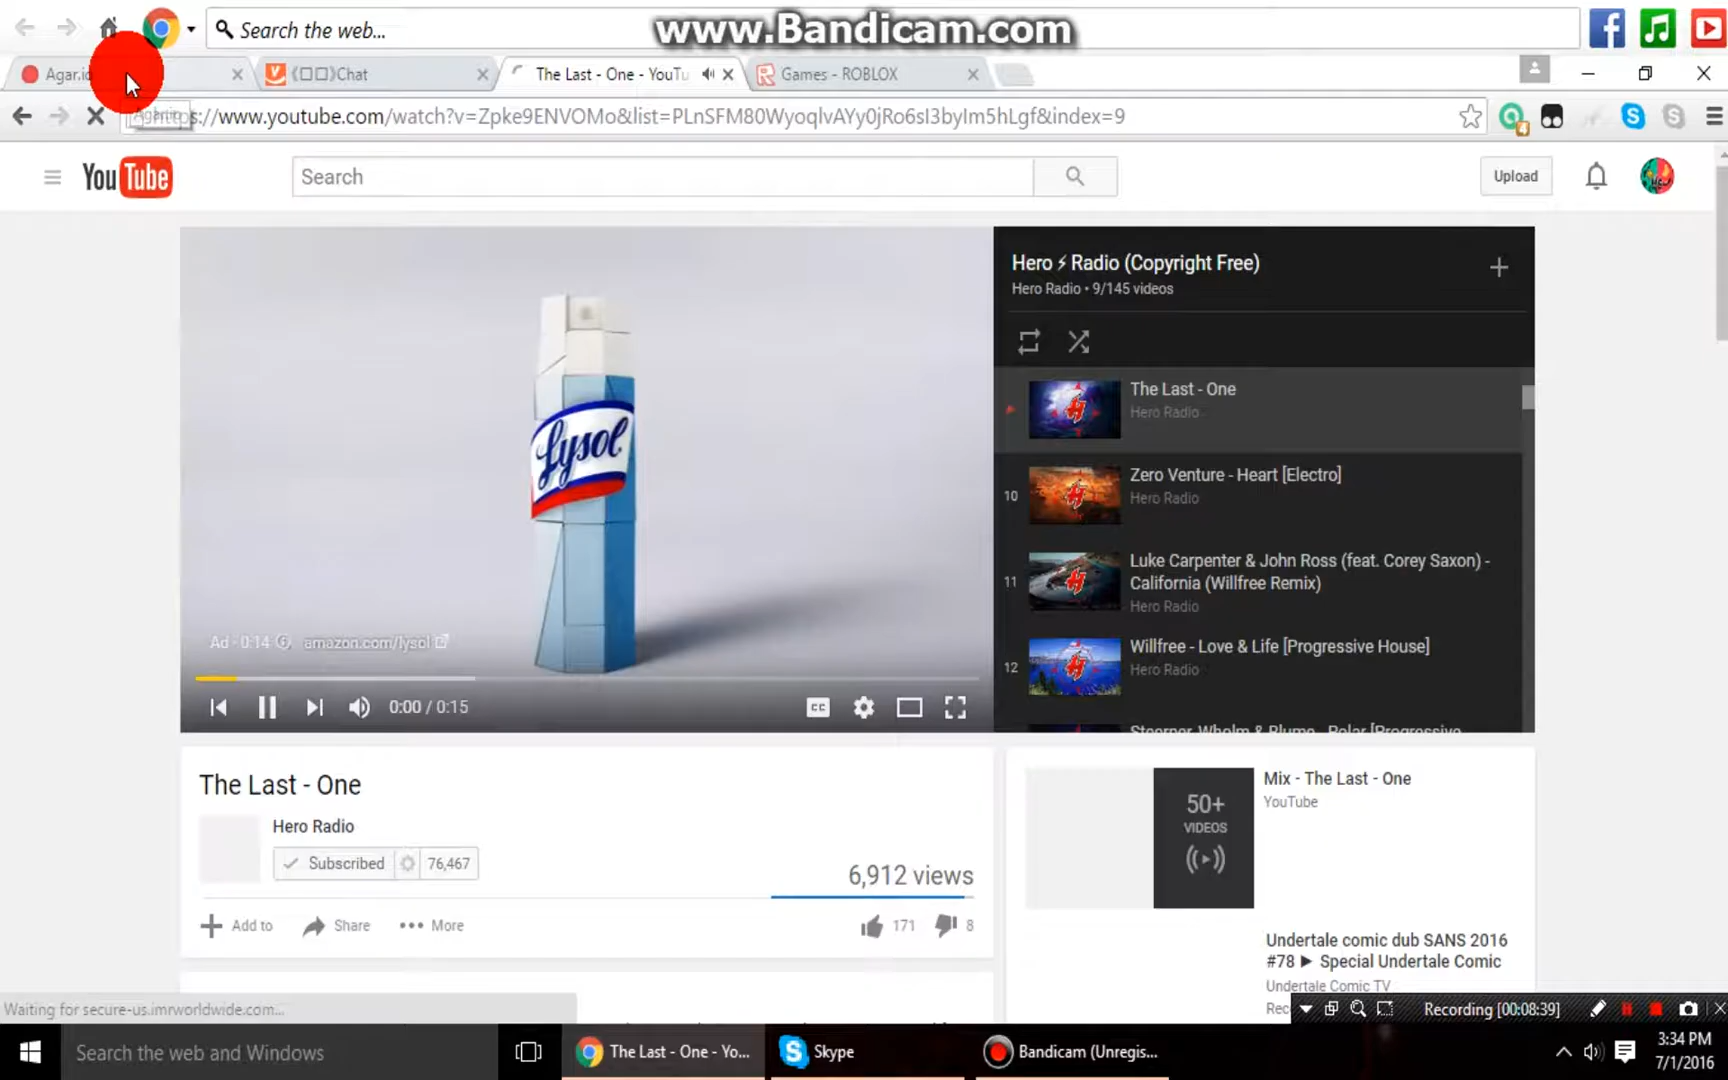 Search the web...
www.Bandicam.com
Agar.io
《□□》Chat
The Last - One - YouTu
Games - ROBLOX
https://www.youtube.com/watch?v=Zpke9ENVOMo&list=PLnSFM80WyoqlvAYy0jRo6sI3byIm5hLgf&index=9
4
YouTube
Search
Upload
Lysol
Ad - 0:14 amazon.com/lysol
0:00 / 0:15
CC
Hero ⚡ Radio (Copyright Free)
Hero Radio • 9/145 videos
The Last - One
Hero Radio
10
Zero Venture - Heart [Electro]
Hero Radio
11
Luke Carpenter & John Ross (feat. Corey Saxon) -
California (Willfree Remix)
Hero Radio
12
Willfree - Love & Life [Progressive House]
Hero Radio
The Last - One
Hero Radio
Subscribed 76,467
6,912 views
Add to Share More
171 8
50+
VIDEOS
Mix - The Last - One
YouTube
Undertale comic dub SANS 2016
#78 ► Special Undertale Comic
Undertale Comic TV
Rec
Waiting for secure-us.imrworldwide.com...
Recording [00:08:39]
Search the web and Windows
The Last - One - Yo...
Skype
Bandicam (Unregis...
3:34 PM
7/1/2016